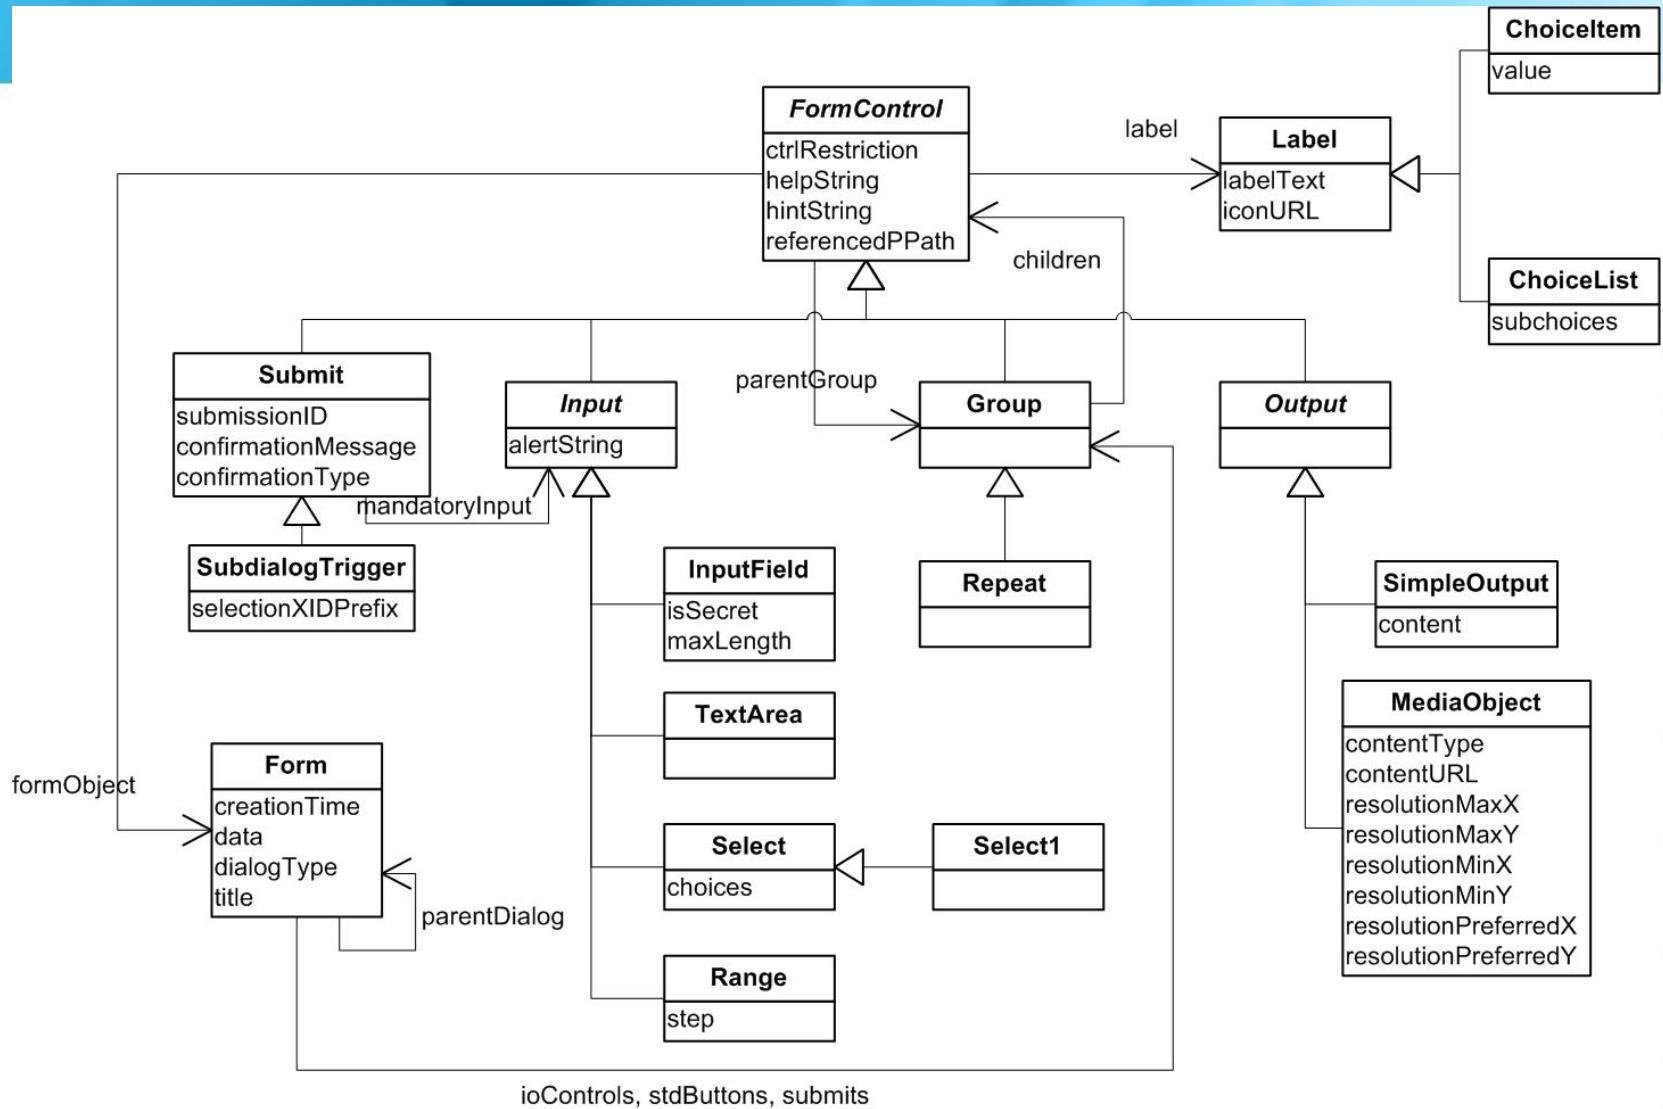 ChoiceItem
value
FormControl
ctrlRestriction
helpString
hintString
referencedPPath
label
Label
labelText
iconURL
children
ChoiceList
subchoices
Submit
submissionID
confirmationMessage
confirmationType
Input
alertString
parentGroup
Group
Output
mandatoryInput
SubdialogTrigger
selectionXIDPrefix
InputField
isSecret
maxLength
Repeat
SimpleOutput
content
TextArea
MediaObject
contentType
contentURL
resolutionMaxX
resolutionMaxY
resolutionMinX
resolutionMinY
resolutionPreferredX
resolutionPreferredY
formObject
Form
creationTime
data
dialogType
title
parentDialog
Select
choices
Select1
Range
step
ioControls, stdButtons, submits